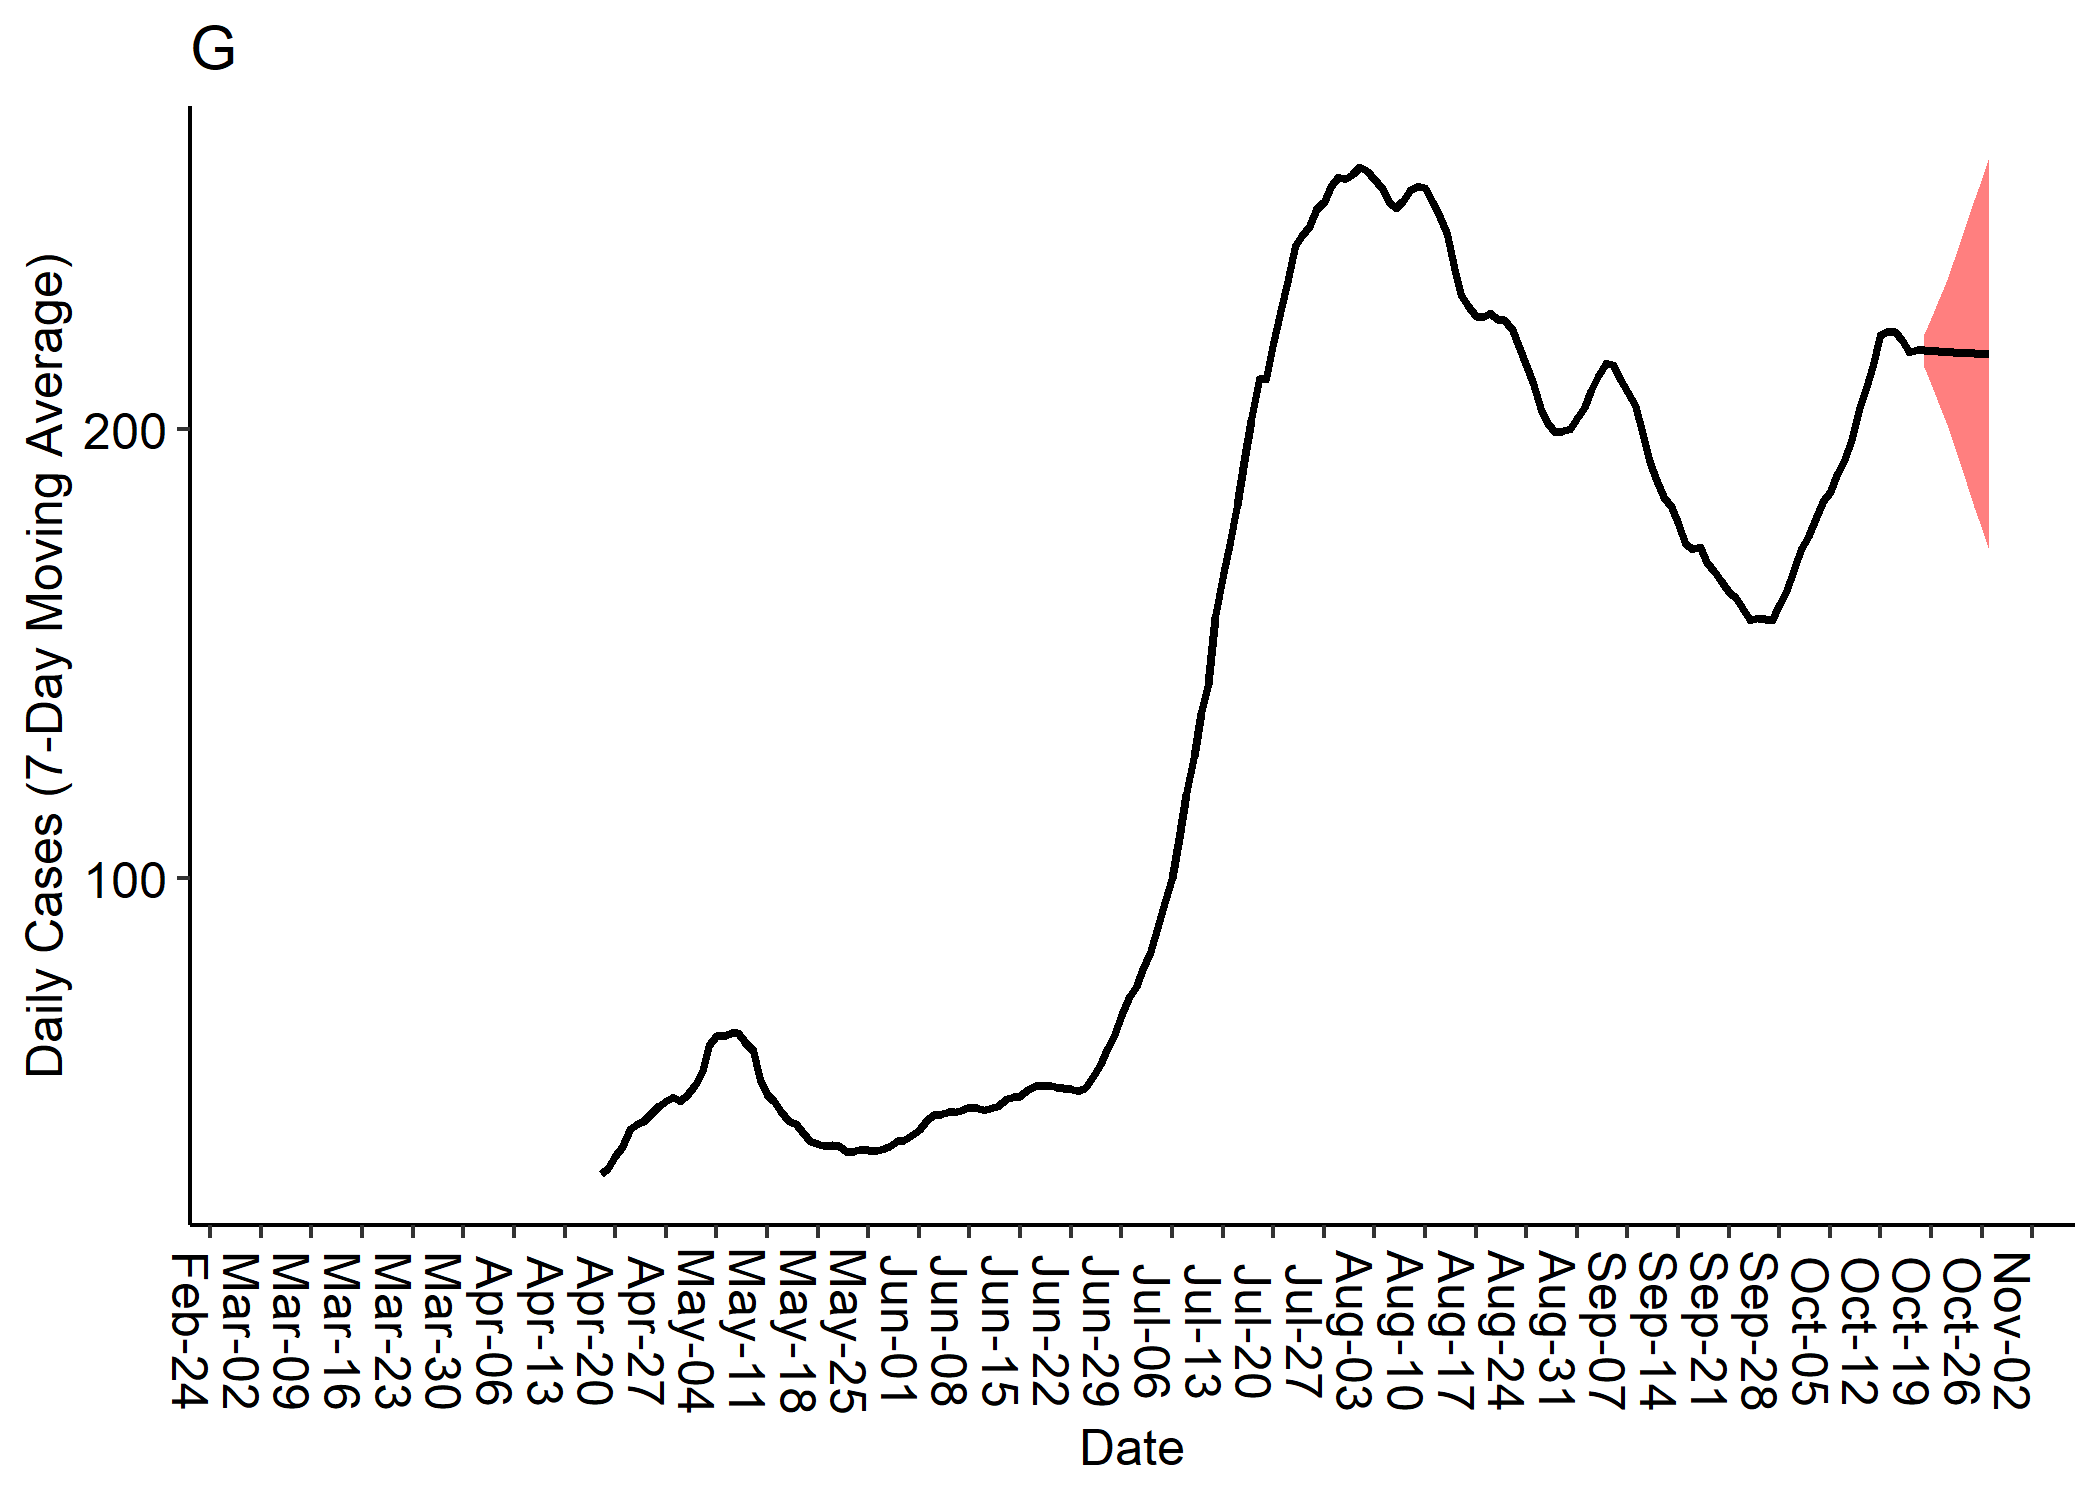 G
Daily Cases (7-Day Moving Average)
200
100
Feb-24
Mar-02
Mar-09
Mar-16
Mar-23
Mar-30
Apr-06
Apr-13
Apr-20
Apr-27
May-04
May-11
May-18
May-25
Jun-01
Jun-08
Jun-15
Jun-22
Jun-29
Jul-06
Jul-13
Jul-20
Jul-27
Aug-03
Aug-10
Aug-17
Aug-24
Aug-31
Sep-07
Sep-14
Sep-21
Sep-28
Oct-05
Oct-12
Oct-19
Oct-26
Nov-02
Date